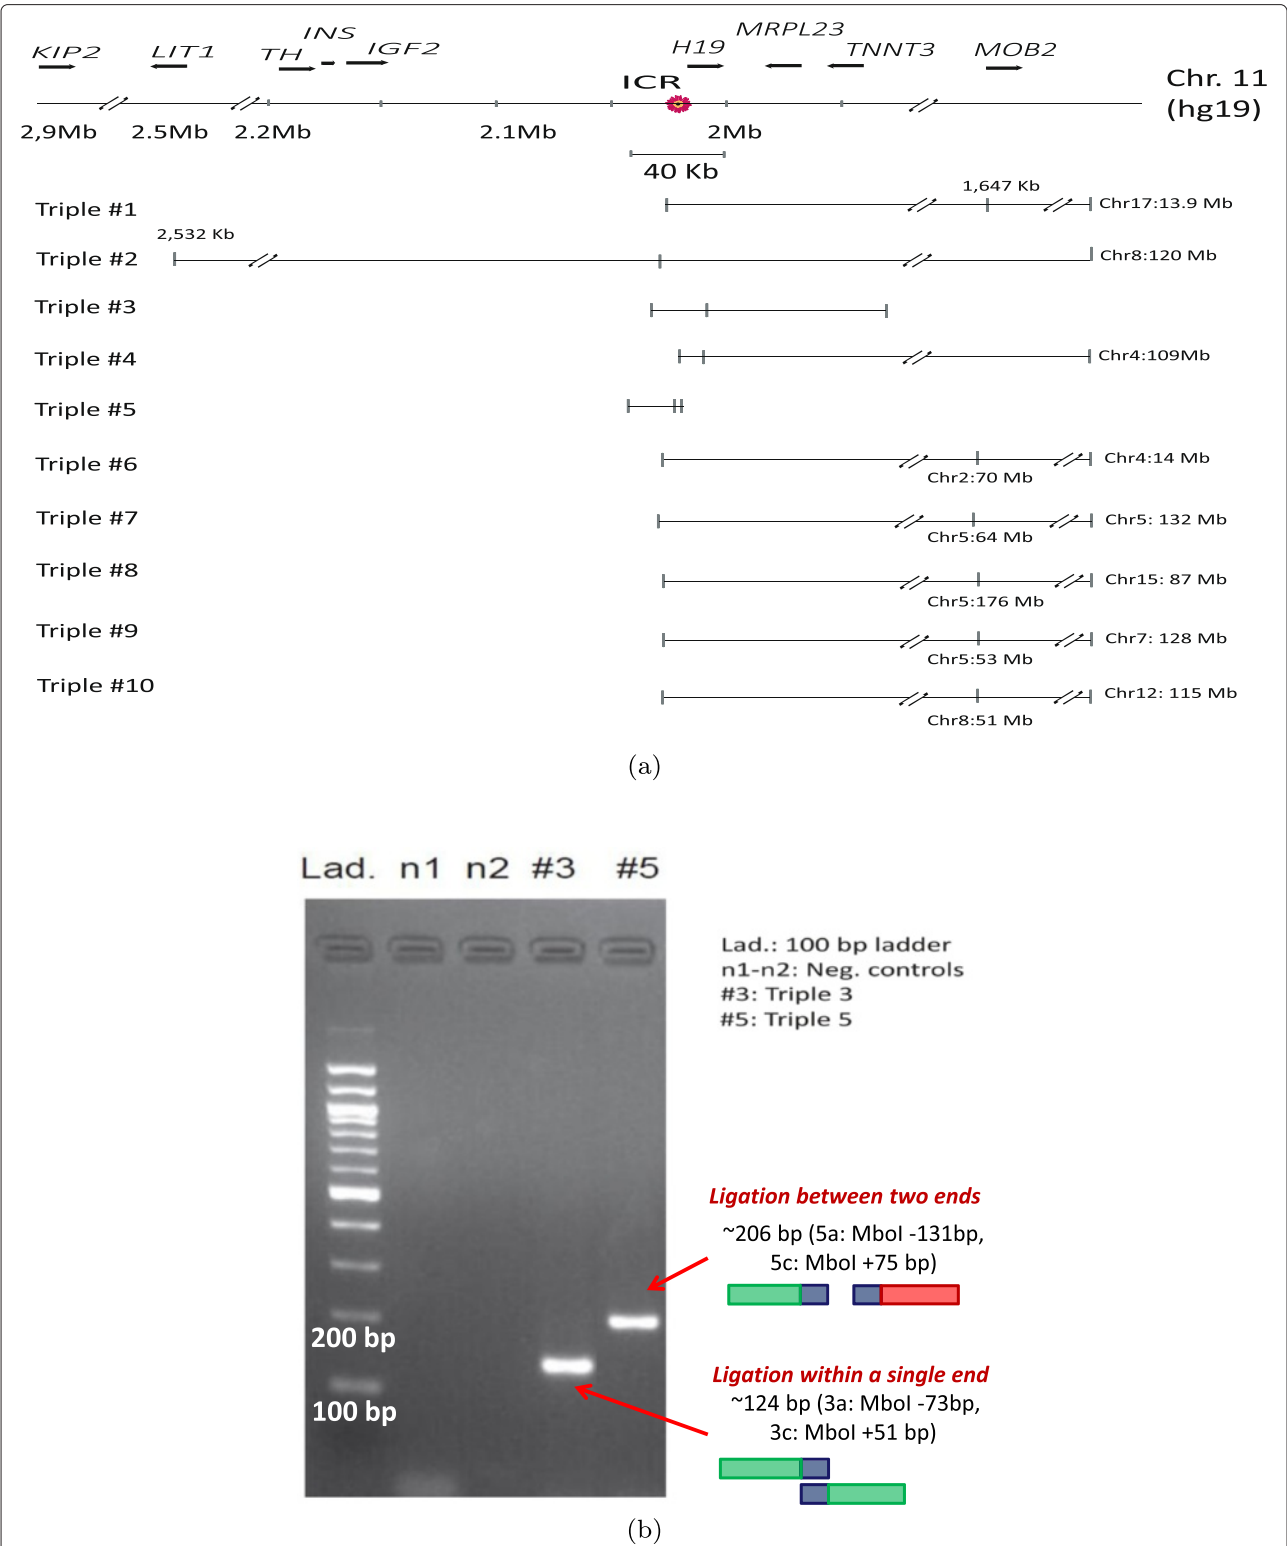 KIP2 LIT1 TH INS IGF2 H19 MRPL23 TNNT3 MOB2
ICR
Chr. 11
(hg19)
2,9Mb 2.5Mb 2.2Mb 2.1Mb 2Mb
40 Kb
Triple #1 1,647 Kb Chr17:13.9 Mb
2,532 Kb
Triple #2 Chr8:120 Mb
Triple #3
Triple #4 Chr4:109Mb
Triple #5
Triple #6 Chr4:14 Mb
Chr2:70 Mb
Triple #7 Chr5: 132 Mb
Chr5:64 Mb
Triple #8 Chr15: 87 Mb
Chr5:176 Mb
Triple #9 Chr7: 128 Mb
Chr5:53 Mb
Triple #10 Chr12: 115 Mb
Chr8:51 Mb
(a)
Lad. n1 n2 #3 #5
Lad.: 100 bp ladder
n1-n2: Neg. controls
#3: Triple 3
#5: Triple 5
Ligation between two ends
~206 bp (5a: MboI -131bp,
5c: MboI +75 bp)
200 bp
100 bp
Ligation within a single end
~124 bp (3a: MboI -73bp,
3c: MboI +51 bp)
(b)